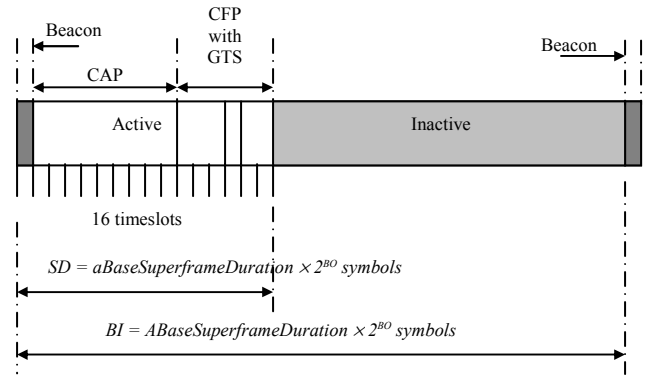 CFP
with
GTS
Beacon
Beacon
CAP
Active
Inactive
16 timeslots
SD = aBaseSuperframeDuration × 2^BO symbols
BI = ABaseSuperframeDuration × 2^BO symbols